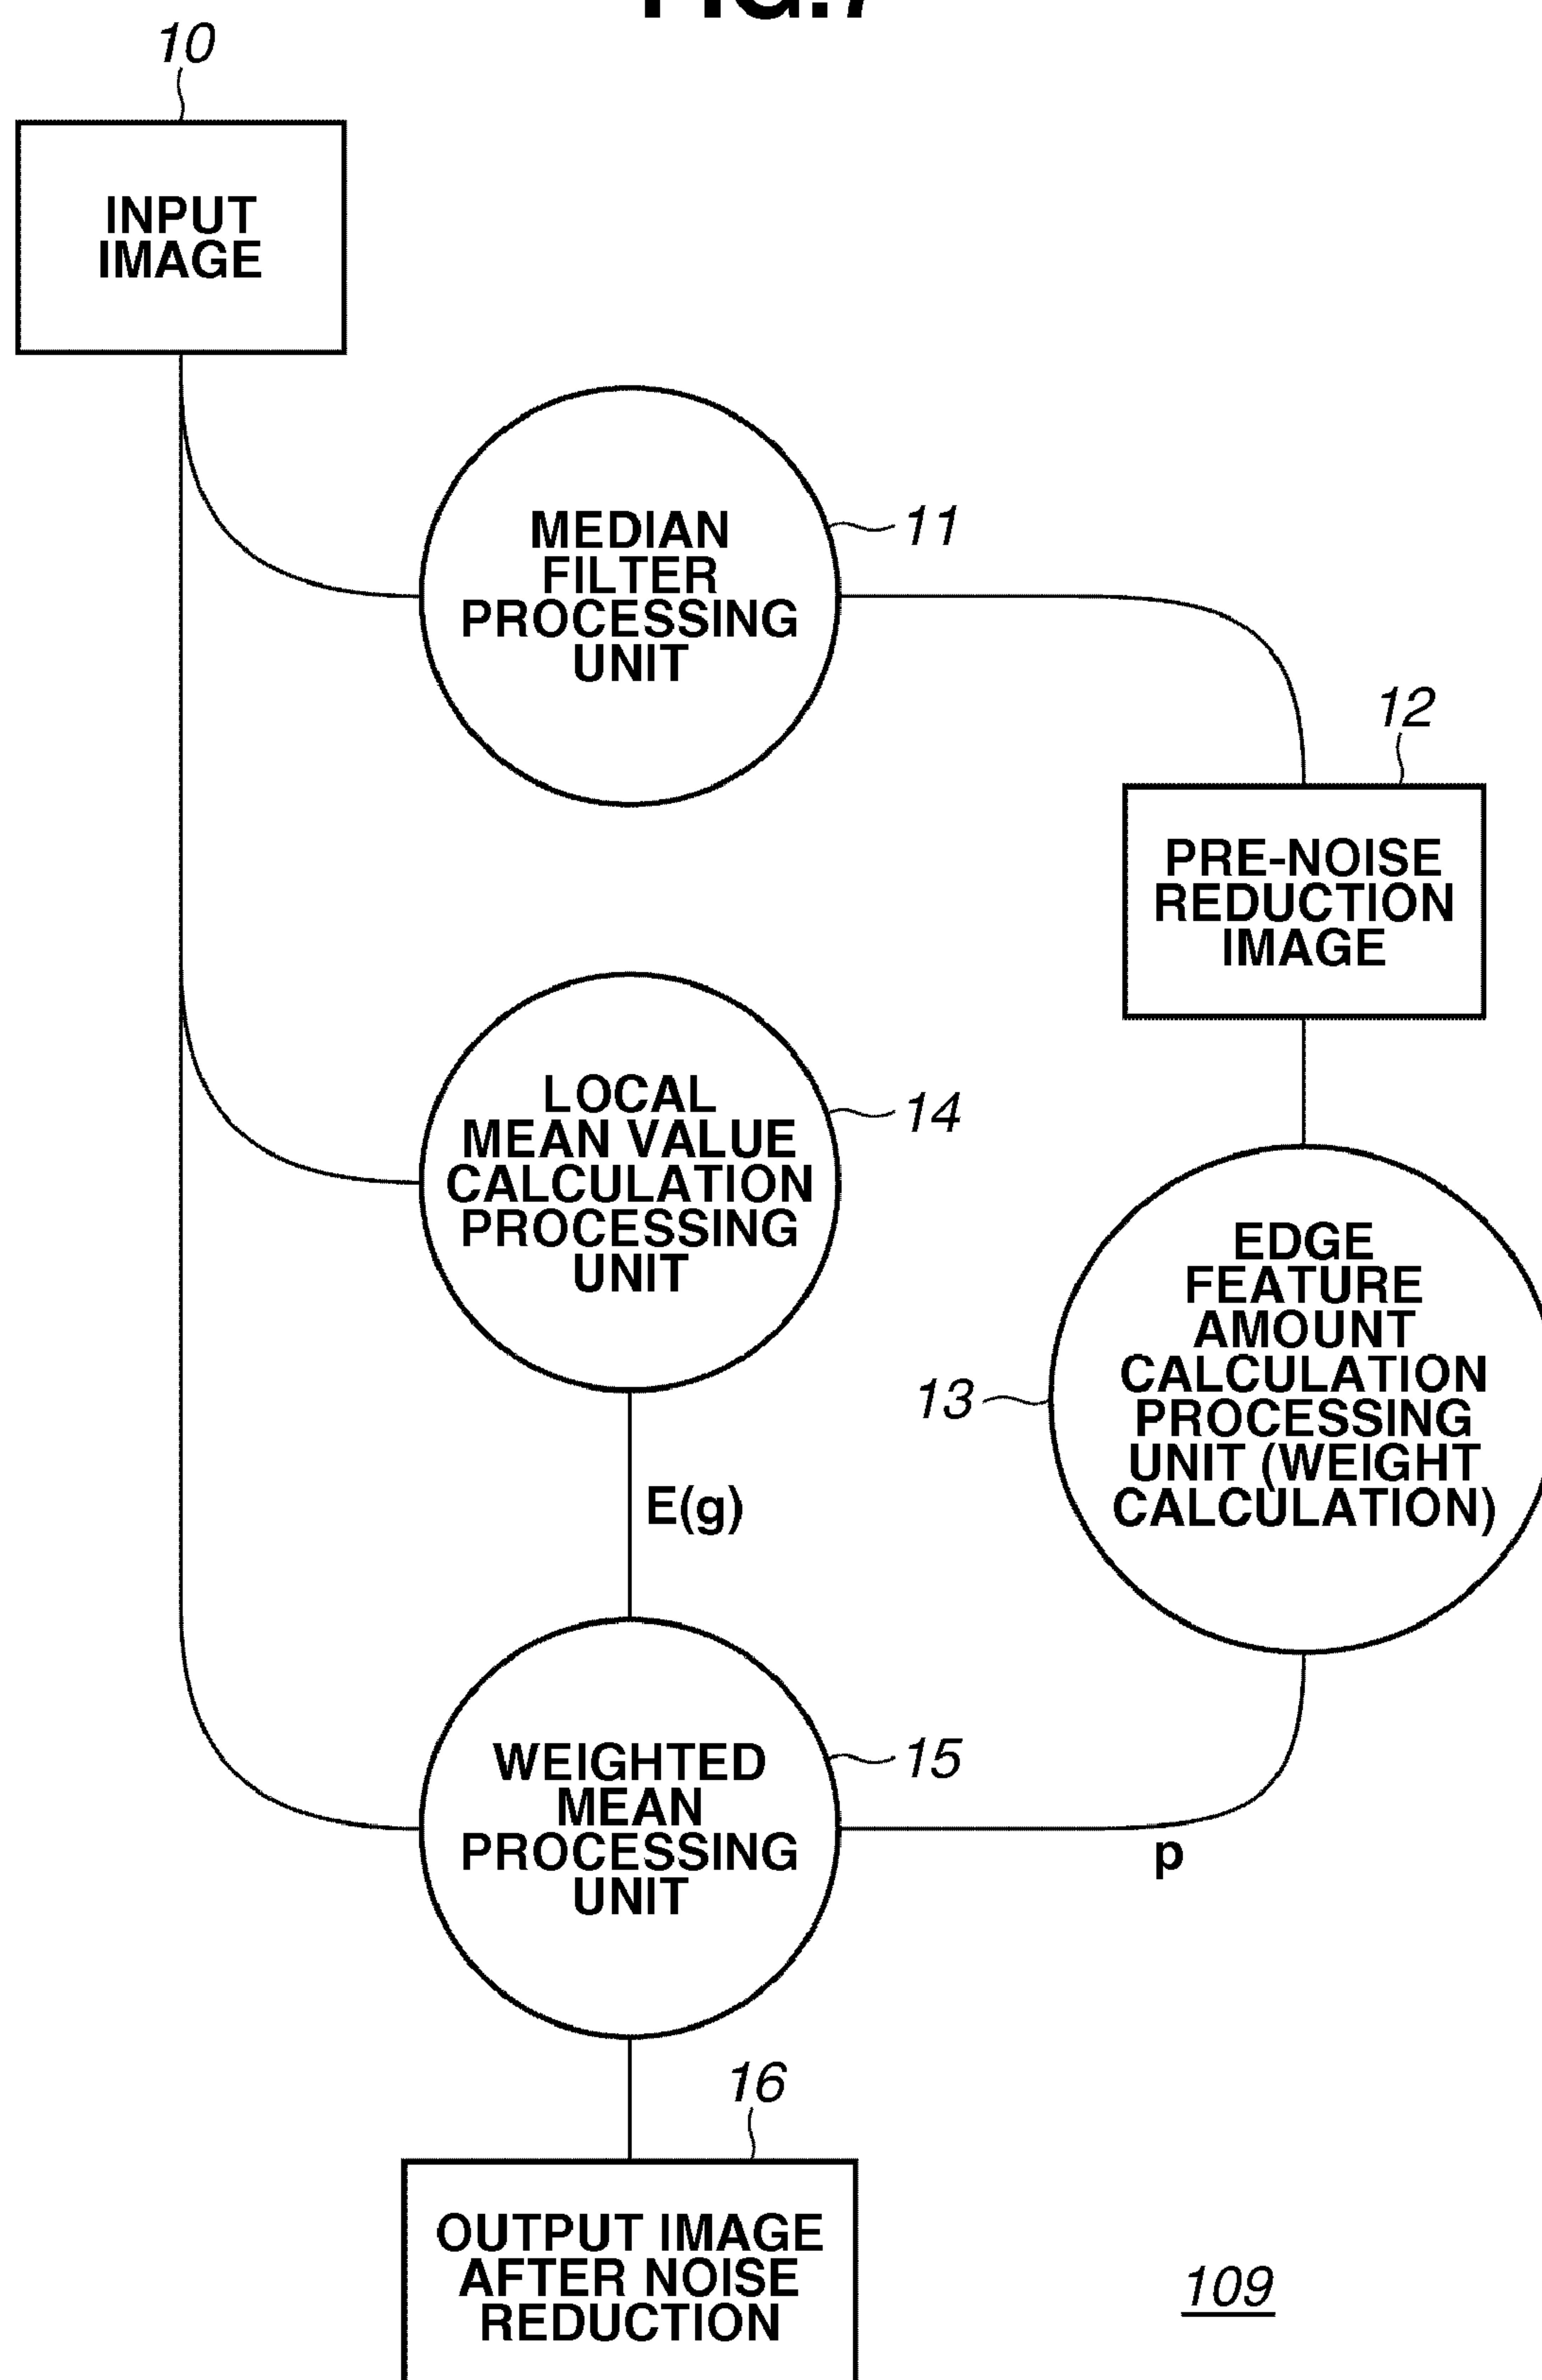 FIG.7
10
INPUT
IMAGE
MEDIAN
FILTER
PROCESSING
UNIT
11
12
PRE-NOISE
REDUCTION
IMAGE
LOCAL
MEAN VALUE
CALCULATION
PROCESSING
UNIT
14
EDGE
FEATURE
AMOUNT
CALCULATION
PROCESSING
UNIT (WEIGHT
CALCULATION)
13
E(g)
WEIGHTED
MEAN
PROCESSING
UNIT
15
p
16
OUTPUT IMAGE
AFTER NOISE
REDUCTION
109